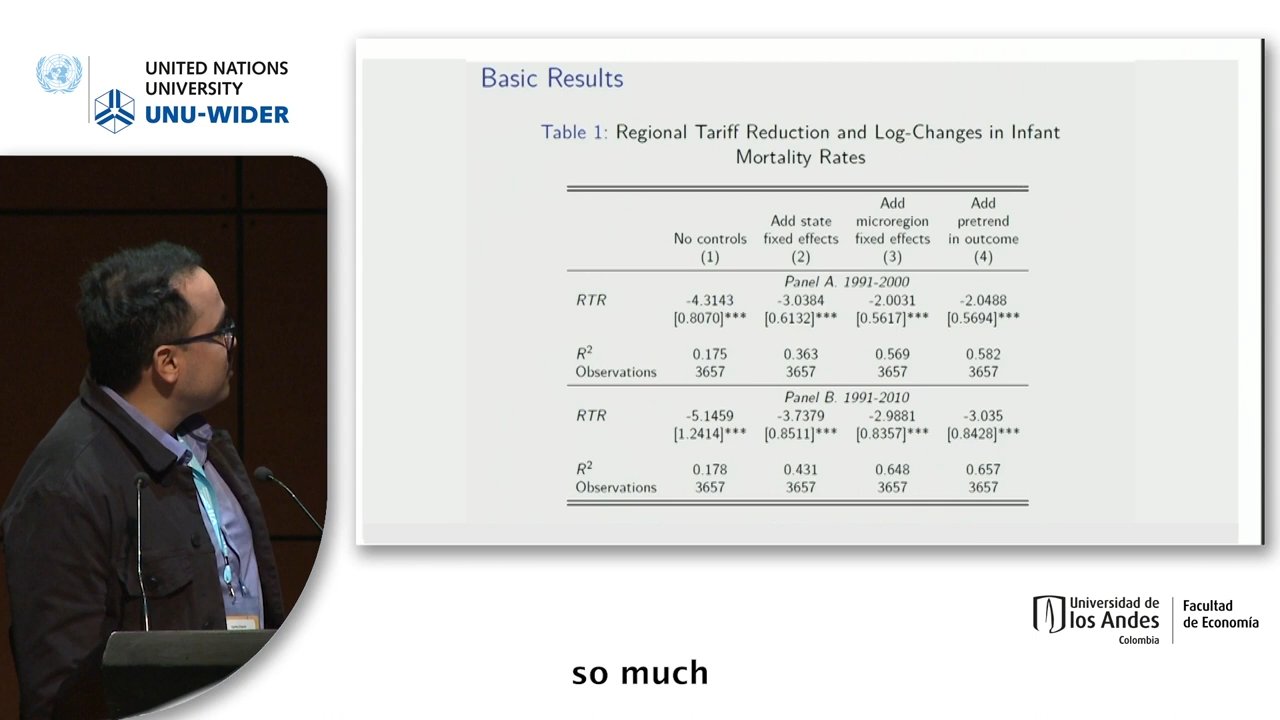 UNITED NATIONS
UNIVERSITY
UNU-WIDER
Basic Results
Table 1: Regional Tariff Reduction and Log-Changes in Infant
Mortality Rates
No controls
(1)
Add state
fixed effects
(2)
Add
microregion
fixed effects
(3)
Add
pretrend
in outcome
(4)
Panel A. 1991-2000
RTR -4.3143 -3.0384 -2.0031 -2.0488
[0.8070]*** [0.6132]*** [0.5617]*** [0.5694]***
R² 0.175 0.363 0.569 0.582
Observations 3657 3657 3657 3657
Panel B. 1991-2010
RTR -5.1459 -3.7379 -2.9881 -3.035
[1.2414]*** [0.8511]*** [0.8357]*** [0.8428]***
R² 0.178 0.431 0.648 0.657
Observations 3657 3657 3657 3657
Universidad de
los Andes
Colombia
Facultad
de Economía
so much